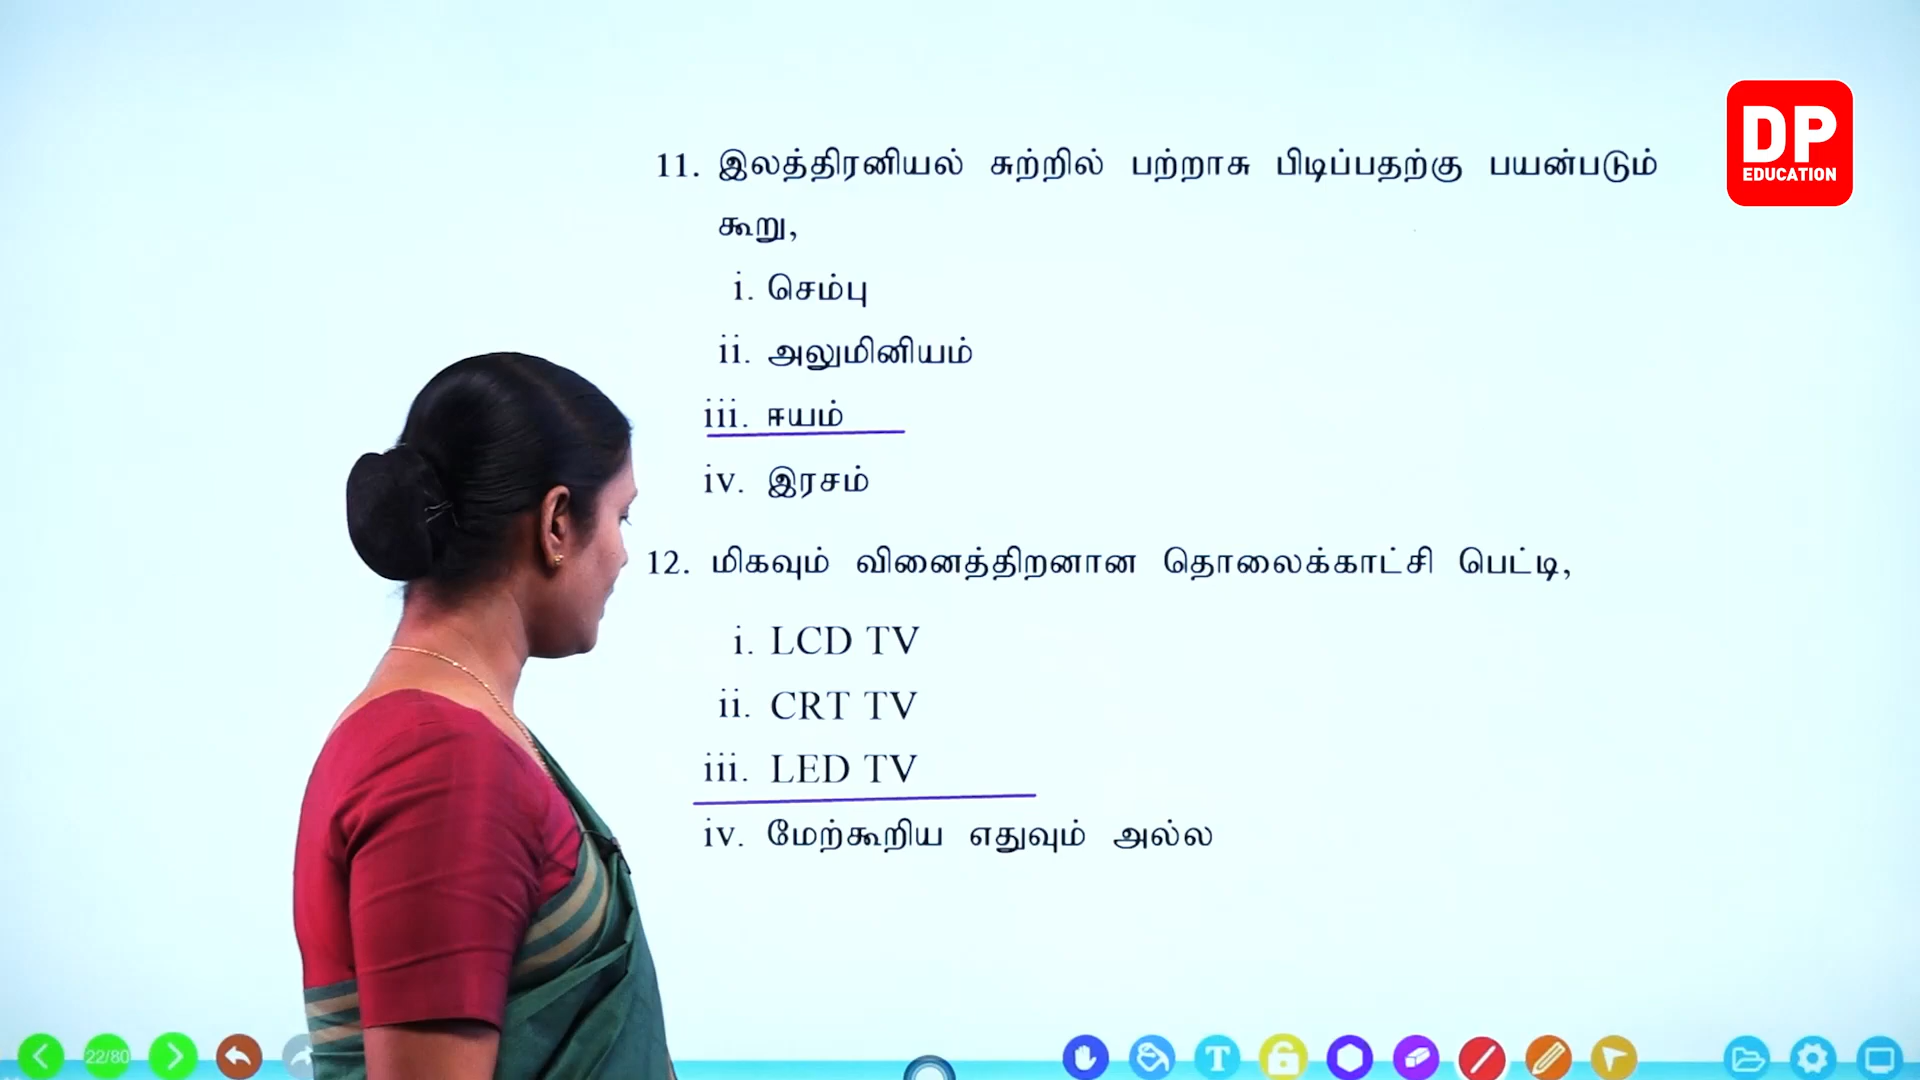 DP
EDUCATION
11. இலத்திரனியல் சுற்றில் பற்றாசு பிடிப்பதற்கு பயன்படும்
கூறு,
i. செம்பு
ii. அலுமினியம்
iii. ஈயம்
iv. இரசம்
12. மிகவும் வினைத்திறனான தொலைக்காட்சி பெட்டி,
i. LCD TV
ii. CRT TV
iii. LED TV
iv. மேற்கூறிய எதுவும் அல்ல
22/80
T